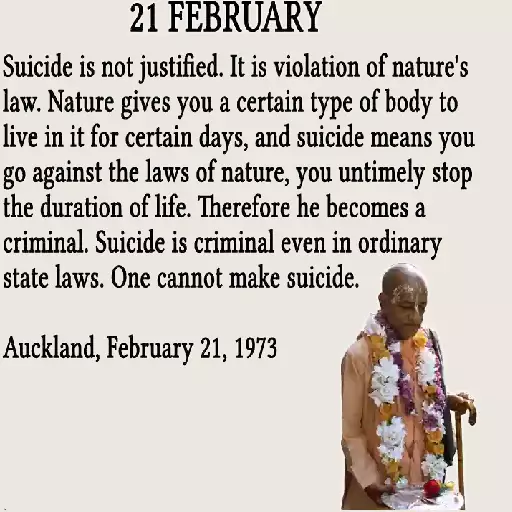 21 FEBRUARY
Suicide is not justified. It is violation of nature's
law. Nature gives you a certain type of body to
live in it for certain days, and suicide means you
go against the laws of nature, you untimely stop
the duration of life. Therefore he becomes a
criminal. Suicide is criminal even in ordinary
state laws. One cannot make suicide.
Auckland, February 21, 1973